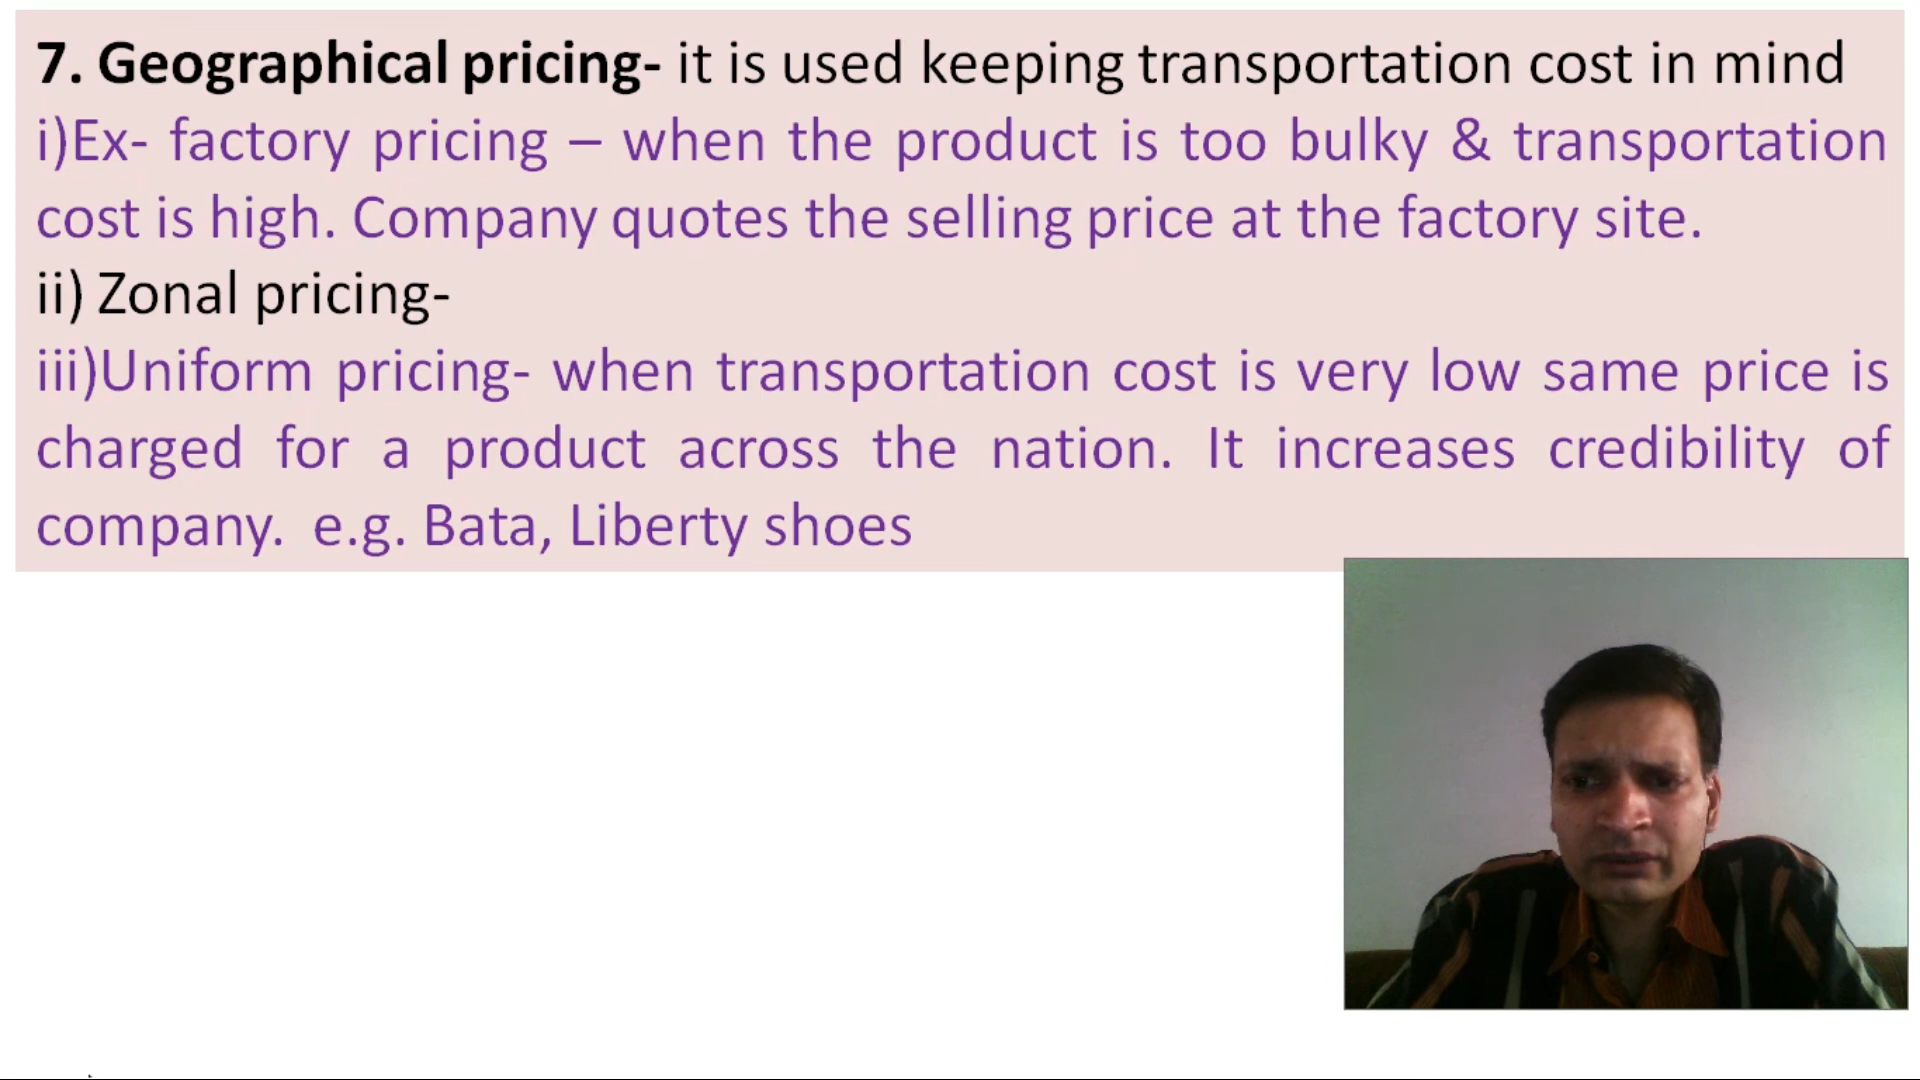 7. Geographical pricing- it is used keeping transportation cost in mind
i)Ex- factory pricing – when the product is too bulky & transportation
cost is high. Company quotes the selling price at the factory site.
ii) Zonal pricing-
iii)Uniform pricing- when transportation cost is very low same price is
charged for a product across the nation. It increases credibility of
company. e.g. Bata, Liberty shoes